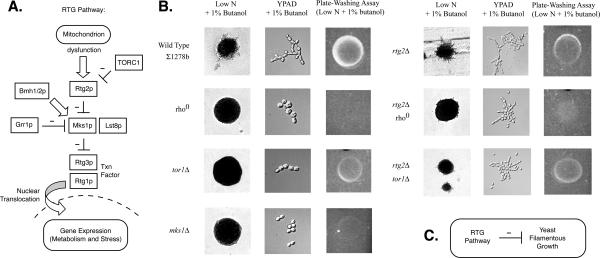 RTG Pathway:
A.
Mitochondrion
dysfunction
TORC1
Rtg2p
Bmh1/2p
Grr1p
Mks1p
Lst8p
Rtg3p
Rtg1p
Txn
Factor
Nuclear
Translocation
Gene Expression
(Metabolism and Stress)
B.
Low N
+ 1% Butanol
YPAD
+ 1% Butanol
Plate-Washing Assay
(Low N + 1% butanol)
Wild Type
Σ1278b
rho⁰
tor1Δ
mks1Δ
Low N
+ 1% Butanol
YPAD
+ 1% Butanol
Plate-Washing Assay
(Low N + 1% butanol)
rtg2Δ
rtg2Δ
rho⁰
rtg2Δ
tor1Δ
C.
RTG
Pathway
Yeast
Filamentous
Growth